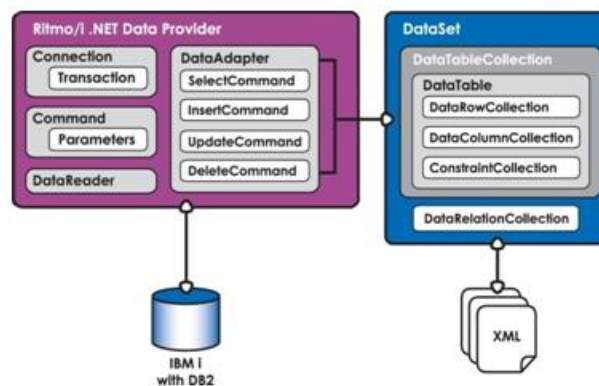 Ritmo/i .NET Data Provider
Connection
Transaction
Command
Parameters
DataReader
DataAdapter
SelectCommand
InsertCommand
UpdateCommand
DeleteCommand
DataSet
DataTableCollection
DataTable
DataRowCollection
DataColumnCollection
ConstraintCollection
DataRelationCollection
IBM i
with DB2
XML